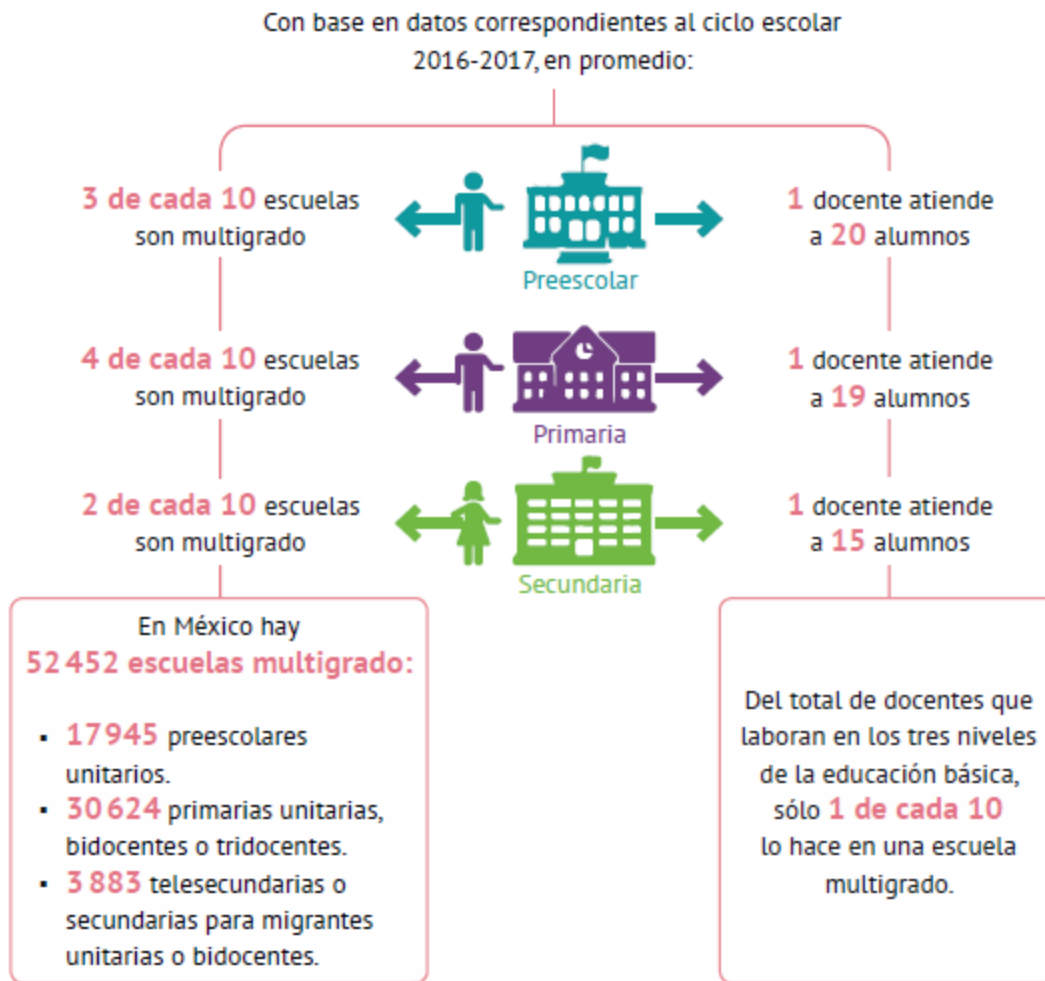 Con base en datos correspondientes al ciclo escolar
2016-2017, en promedio:
3 de cada 10 escuelas
son multigrado
Preescolar
1 docente atiende
a 20 alumnos
4 de cada 10 escuelas
son multigrado
Primaria
1 docente atiende
a 19 alumnos
2 de cada 10 escuelas
son multigrado
Secundaria
1 docente atiende
a 15 alumnos
En México hay
52 452 escuelas multigrado:
▪ 17 945 preescolares
unitarios.
▪ 30 624 primarias unitarias,
bidocentes o tridocentes.
▪ 3 883 telesecundarias o
secundarias para migrantes
unitarias o bidocentes.
Del total de docentes que
laboran en los tres niveles
de la educación básica,
sólo 1 de cada 10
lo hace en una escuela
multigrado.